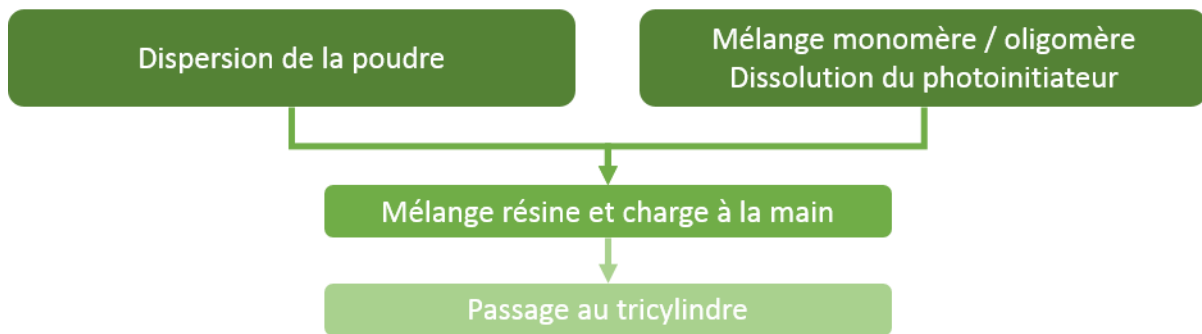 Dispersion de la poudre
Mélange monomère / oligomère
Dissolution du photoinitiateur
Mélange résine et charge à la main
Passage au tricylindre